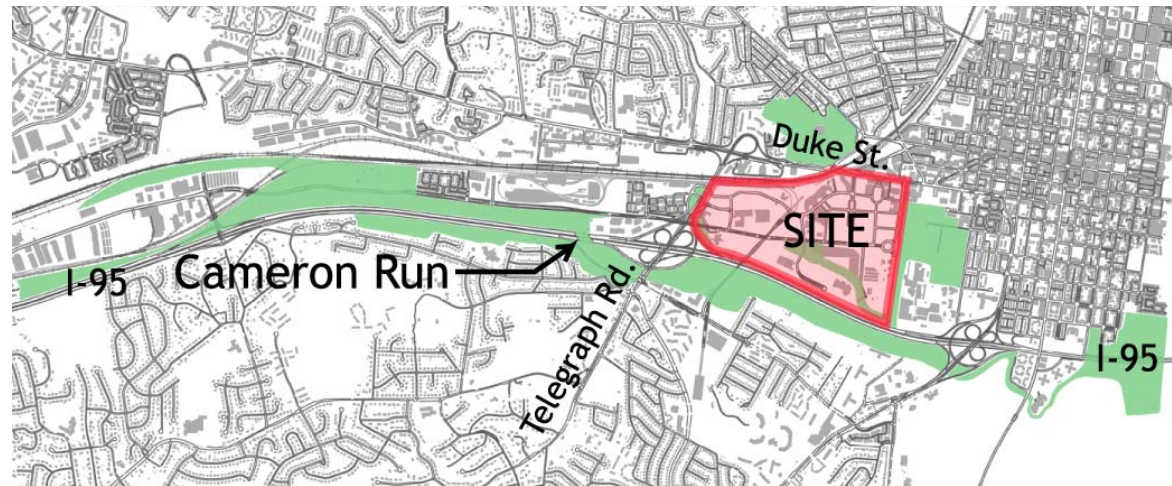 Duke St.
SITE
Cameron Run
I-95
Telegraph Rd.
I-95